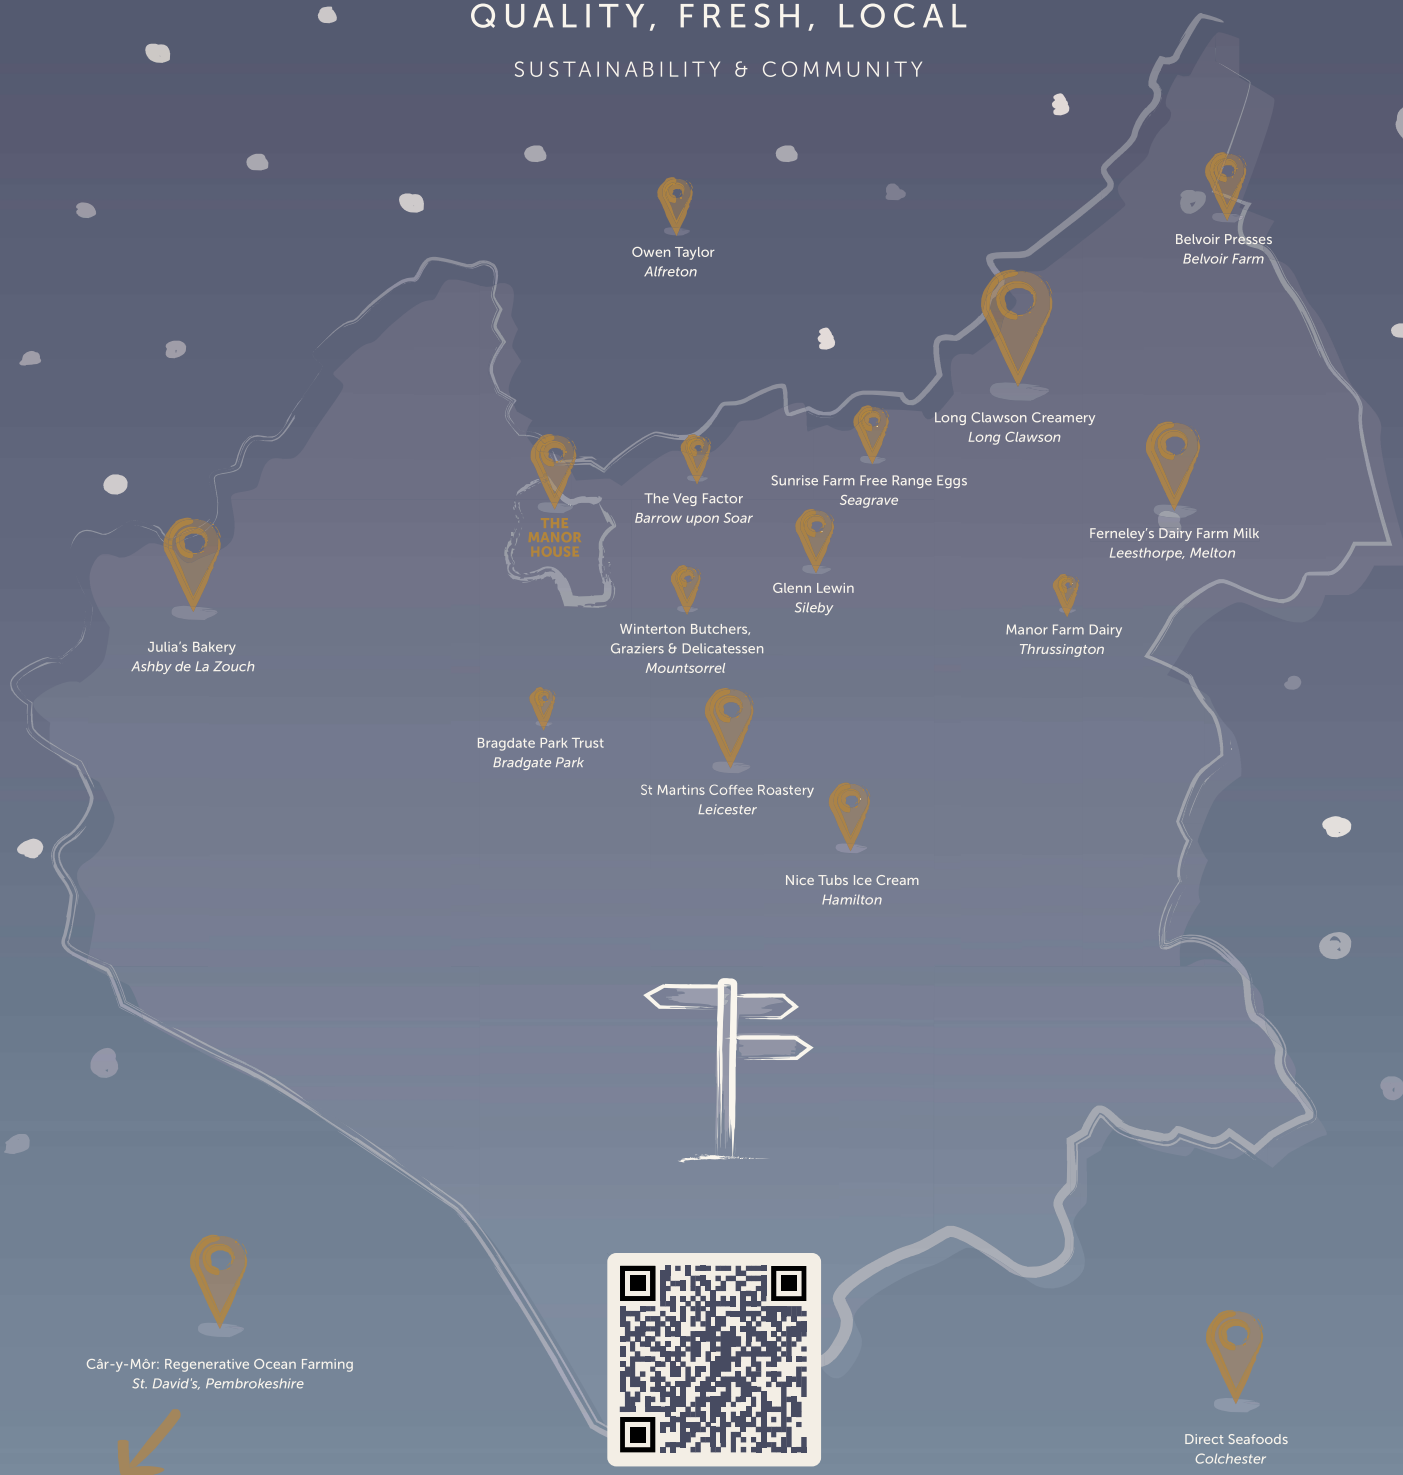 QUALITY, FRESH, LOCAL
SUSTAINABILITY & COMMUNITY
Owen Taylor
Alfreton
Belvoir Presses
Belvoir Farm
Long Clawson Creamery
Long Clawson
Sunrise Farm Free Range Eggs
Seagrave
The Veg Factor
Barrow upon Soar
THE
MANOR
HOUSE
Ferneley's Dairy Farm Milk
Leesthorpe, Melton
Glenn Lewin
Sileby
Winterton Butchers,
Graziers & Delicatessen
Mountsorrel
Manor Farm Dairy
Thrussington
Julia's Bakery
Ashby de La Zouch
Bragdate Park Trust
Bradgate Park
St Martins Coffee Roastery
Leicester
Nice Tubs Ice Cream
Hamilton
Câr-y-Môr: Regenerative Ocean Farming
St. David's, Pembrokeshire
Direct Seafoods
Colchester